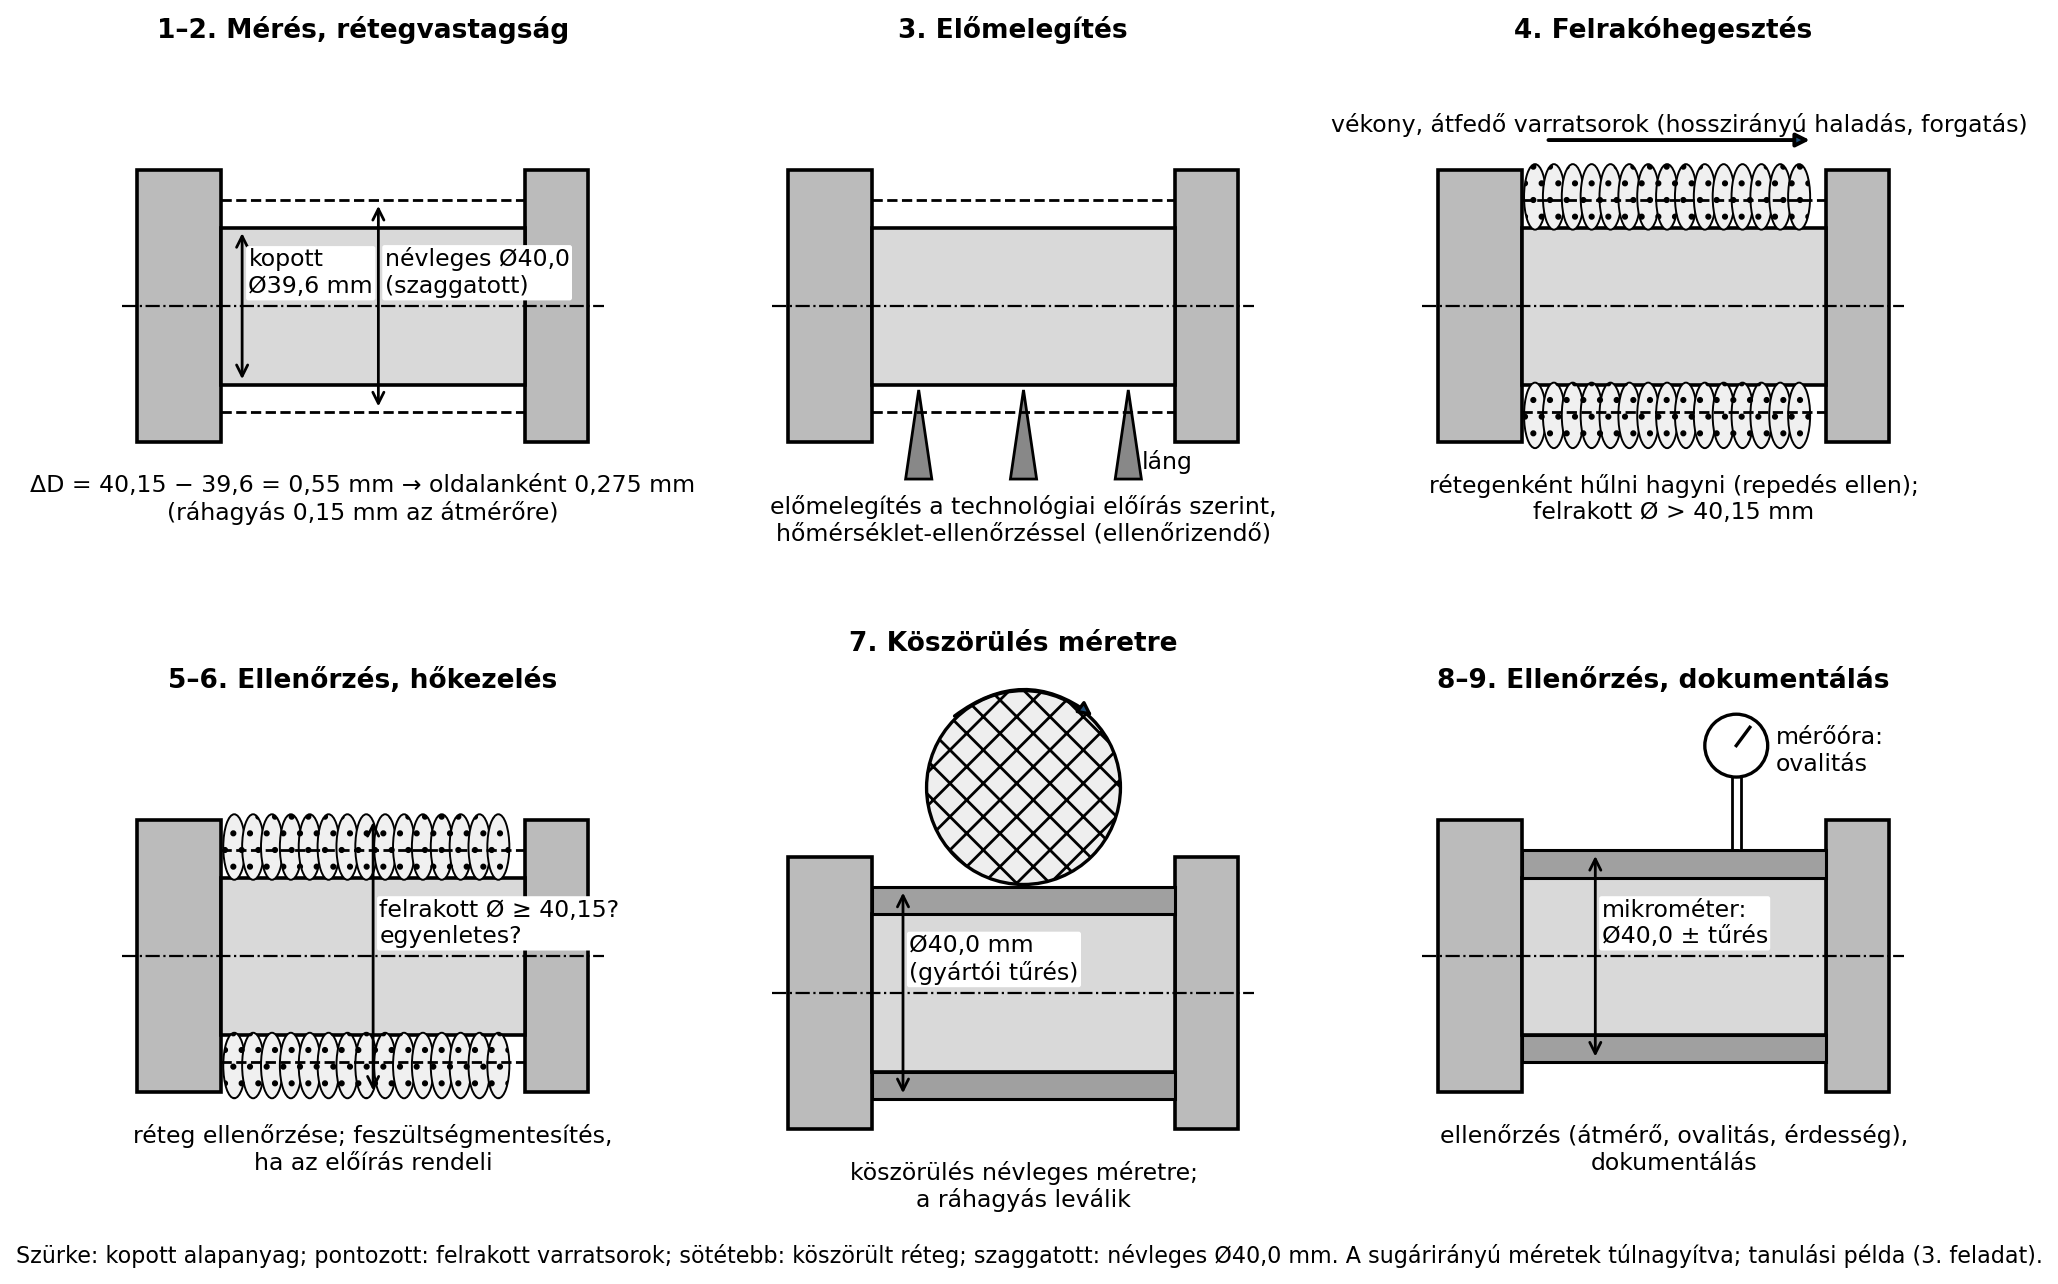 1–2. Mérés, rétegvastagság
kopott
Ø39,6 mm
névleges Ø40,0
(szaggatott)
ΔD = 40,15 − 39,6 = 0,55 mm → oldalanként 0,275 mm
(ráhagyás 0,15 mm az átmérőre)
3. Előmelegítés
láng
előmelegítés a technológiai előírás szerint,
hőmérséklet-ellenőrzéssel (ellenőrizendő)
4. Felrakóhegesztés
vékony, átfedő varratsorok (hosszirányú haladás, forgatás)
rétegenként hűlni hagyni (repedés ellen);
felrakott Ø > 40,15 mm
5–6. Ellenőrzés, hőkezelés
felrakott Ø ≥ 40,15?
egyenletes?
réteg ellenőrzése; feszültségmentesítés,
ha az előírás rendeli
7. Köszörülés méretre
Ø40,0 mm
(gyártói tűrés)
köszörülés névleges méretre;
a ráhagyás leválik
8–9. Ellenőrzés, dokumentálás
mérőóra:
ovalitás
mikrométer:
Ø40,0 ± tűrés
ellenőrzés (átmérő, ovalitás, érdesség),
dokumentálás
Szürke: kopott alapanyag; pontozott: felrakott varratsorok; sötétebb: köszörült réteg; szaggatott: névleges Ø40,0 mm. A sugárirányú méretek túlnagyítva; tanulási példa (3. feladat).